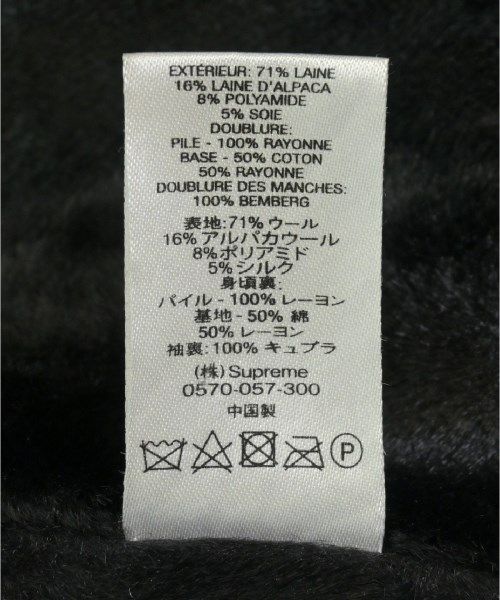 EXTÉRIEUR: 71% LAINE
16% LAINE D'ALPACA
8% POLYAMIDE
5% SOIE
DOUBLURE:
PILE - 100% RAYONNE
BASE - 50% COTON
50% RAYONNE
DOUBLURE DES MANCHES:
100% BEMBERG
表地:71% ウール
16% アルパカウール
8% ポリアミド
5% シルク
身頃裏:
パイル - 100% レーヨン
基地 - 50% 綿
50% レーヨン
袖裏:100% キュプラ
(株) Supreme
0570-057-300
中国製
P